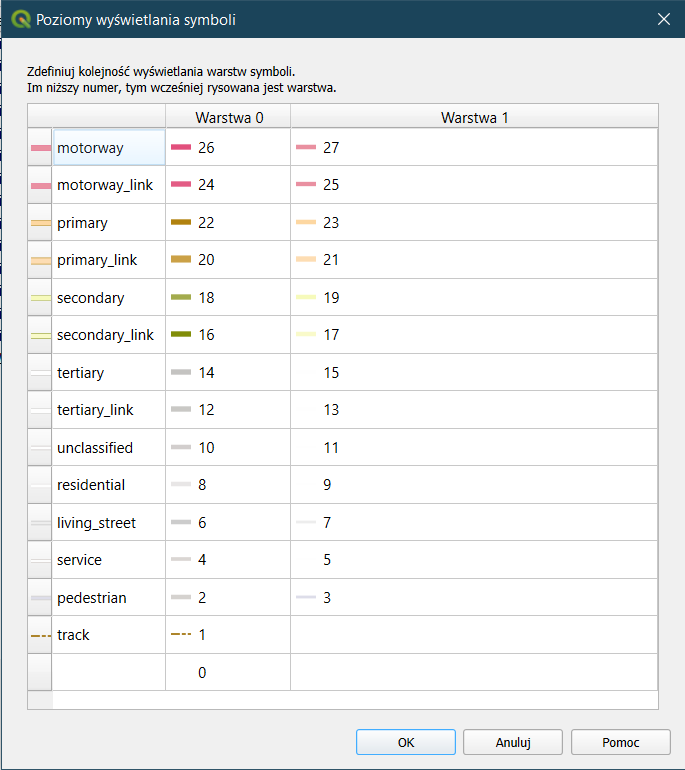 Poziomy wyświetlania symboli
Zdefiniuj kolejność wyświetlania warstw symboli.
Im niższy numer, tym wcześniej rysowana jest warstwa.
Warstwa 0 Warstwa 1
motorway 26 27
motorway_link 24 25
primary 22 23
primary_link 20 21
secondary 18 19
secondary_link 16 17
tertiary 14 15
tertiary_link 12 13
unclassified 10 11
residential 8 9
living_street 6 7
service 4 5
pedestrian 2 3
track 1
0
OK Anuluj Pomoc